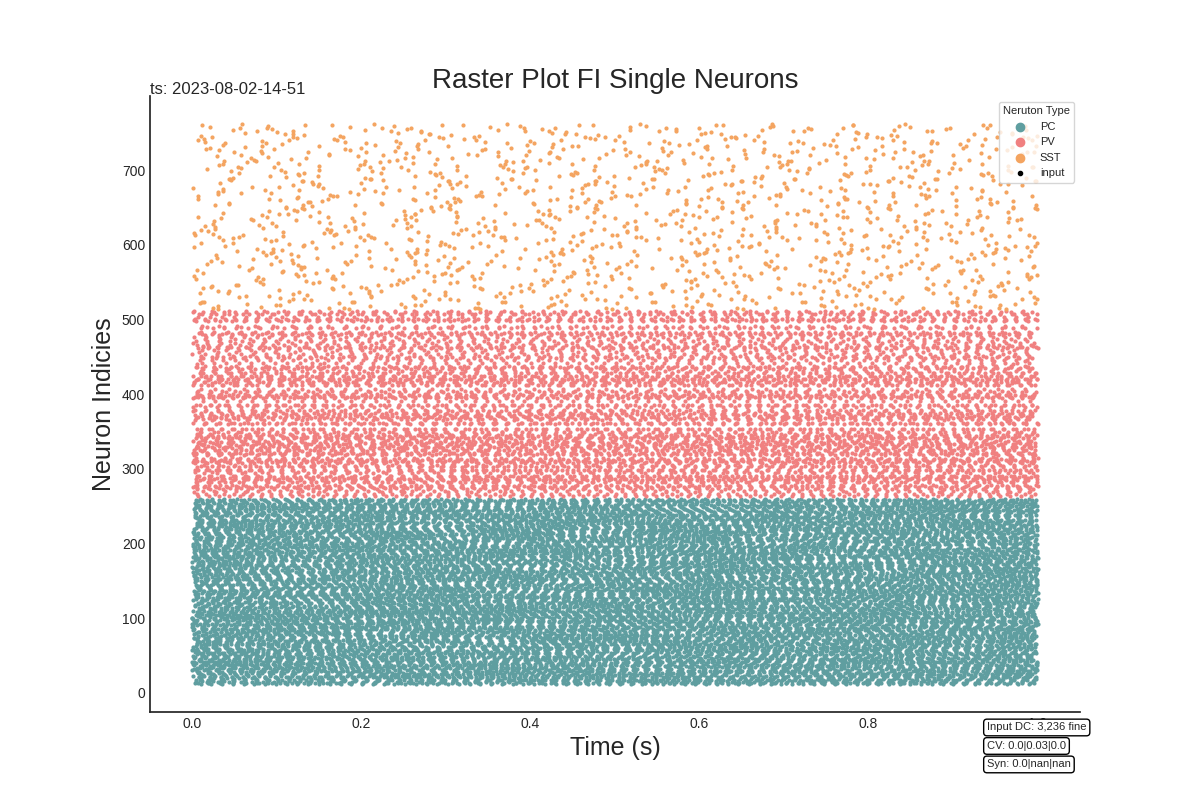 Raster Plot FI Single Neurons
ts: 2023-08-02-14-51
Neruton Type
PC
PV
SST
input
Neuron Indicies
700
600
500
400
300
200
100
0
0.0
0.2
0.4
0.6
0.8
Time (s)
Input DC: 3,236 fine
CV: 0.0|0.03|0.0
Syn: 0.0|nan|nan